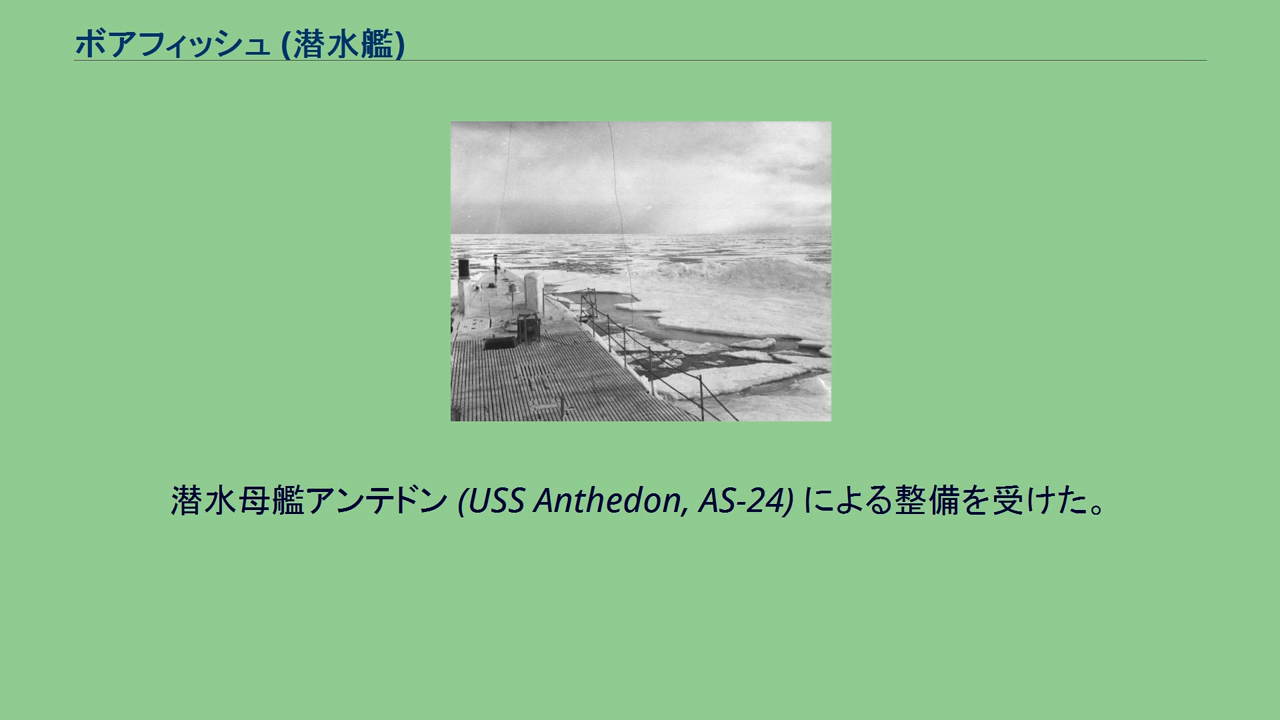 ボアフィッシュ (潜水艦)
潜水母艦アンテドン (USS Anthedon, AS-24) による整備を受けた。